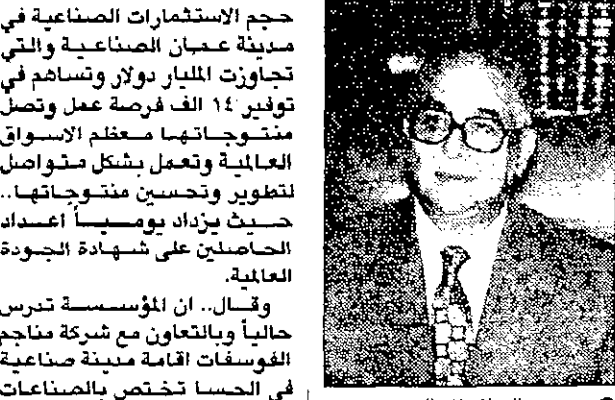 حجم الاستثمارات الصناعية في
مدينة عمان الصناعية والتي
تجاوزت المليار دولار وتساهم في
توفير ١٤ الف فرصة عمل وتصل
منتوجاتها معظم الاسواق
العالمية وتعمل بشكل متواصل
لتطوير وتحسين منتوجاتها..
حيث يزداد يومياً اعداد
الحاصلين على شهادة الجودة
العالمية.
وقال.. ان المؤسسة تدرس
حالياً وبالتعاون مع شركة مناجم
الفوسفات اقامة مدينة صناعية
في الحسا تختص بالصناعات